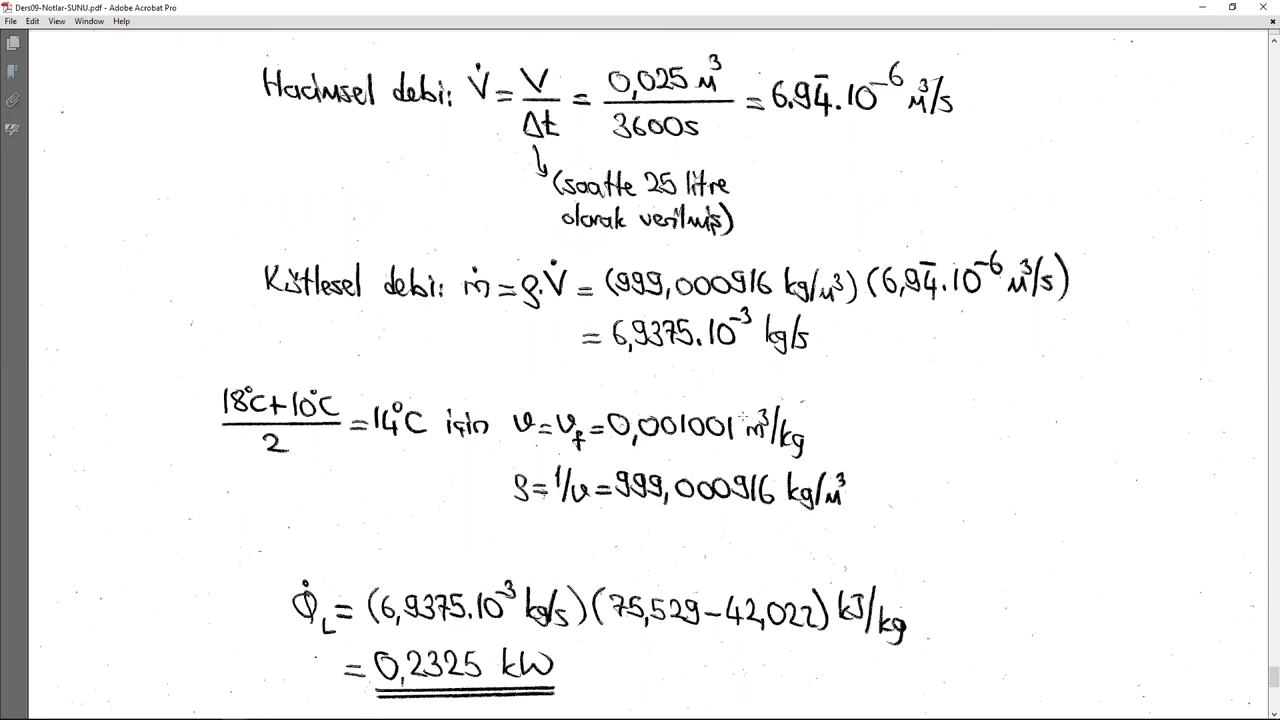 Ders09-Notlar-SUNU.pdf - Adobe Acrobat Pro
File Edit View Window Help
Hacimsel debi: V̇ = V/Δt = 0,025 m³/3600s = 6.94̄.10⁻⁶ m³/s
(saatte 25 litre
olarak verilmiş)
Kütlesel debi: ṁ = ρ.V̇ = (999,000916 kg/m³)(6,94̄.10⁻⁶ m³/s)
= 6,9375.10⁻³ kg/s
(18°C+10°C)/2 = 14°C için v = v_f = 0,001001 m³/kg
ρ = 1/v = 999,000916 kg/m³
Q̇_L = (6,9375.10⁻³ kg/s)(75,529-42,022) kJ/kg
= 0,2325 kW